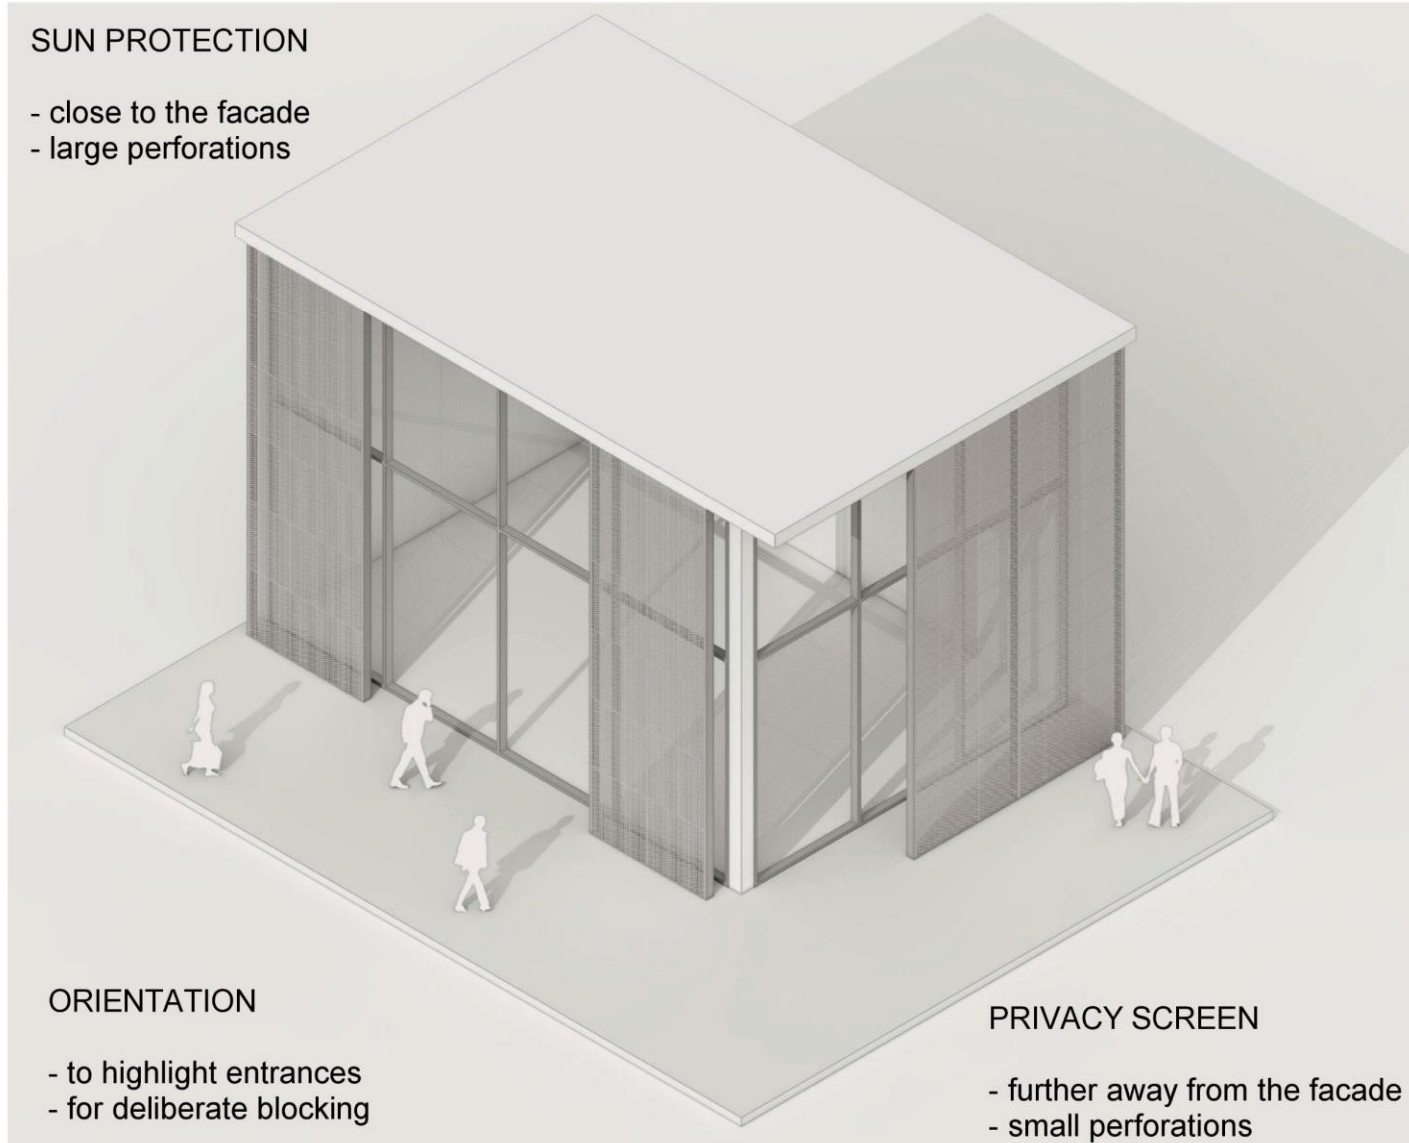 SUN PROTECTION
- close to the facade
- large perforations
ORIENTATION
- to highlight entrances
- for deliberate blocking
PRIVACY SCREEN
- further away from the facade
- small perforations